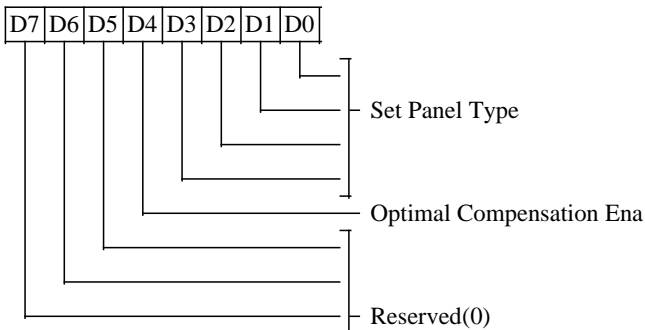 D7 D6 D5 D4 D3 D2 D1 D0
Set Panel Type
Optimal Compensation Ena
Reserved(0)